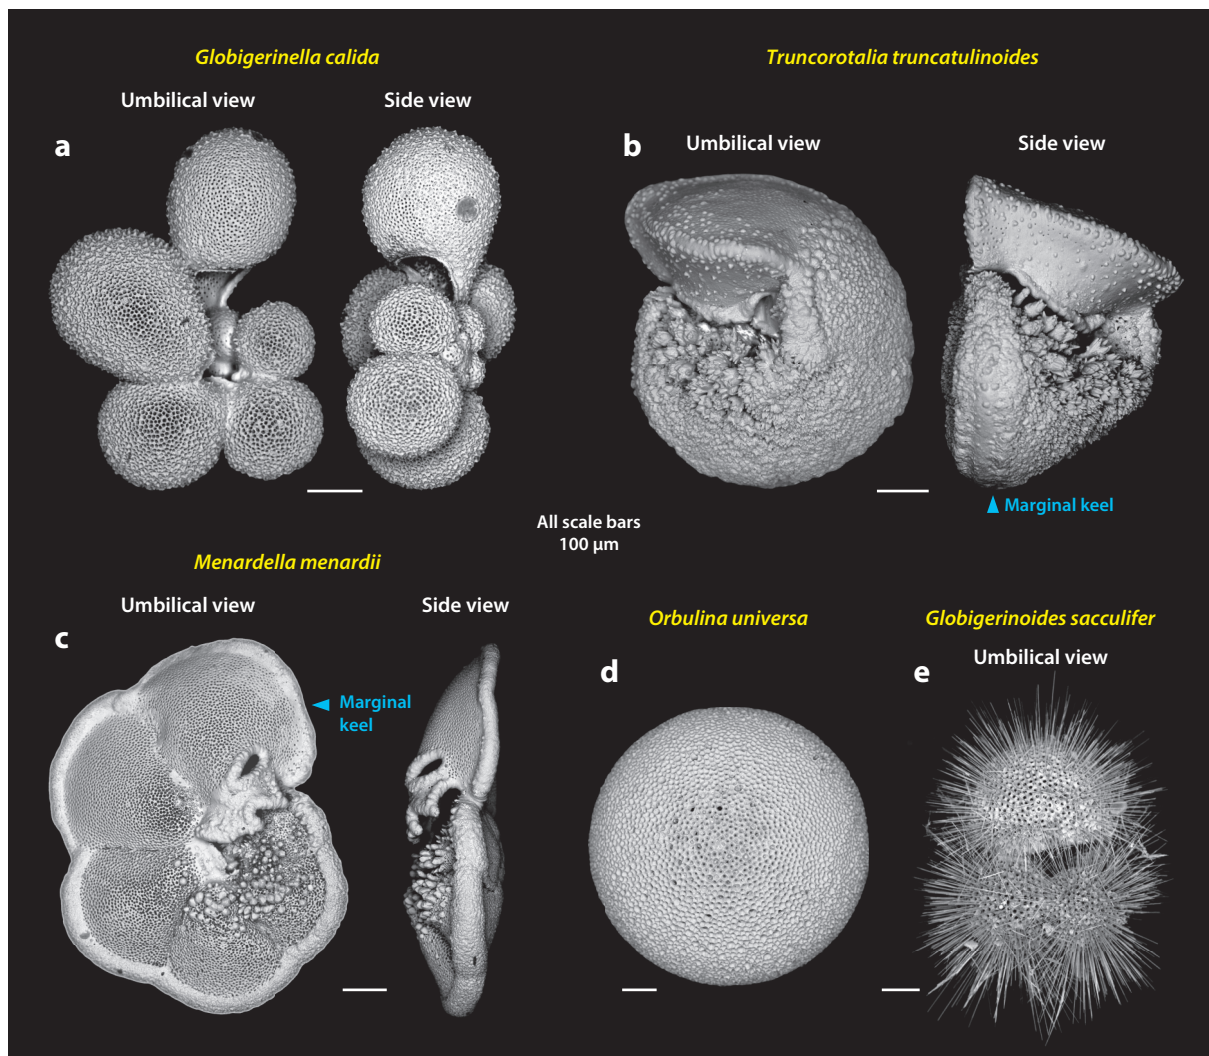 Globigerinella calida
Umbilical view
Side view
a
Truncorotalia truncatulinoides
Umbilical view
Side view
b
Marginal keel
All scale bars
100 µm
Menardella menardii
Umbilical view
Side view
c
Marginal
keel
Orbulina universa
d
Globigerinoides sacculifer
Umbilical view
e